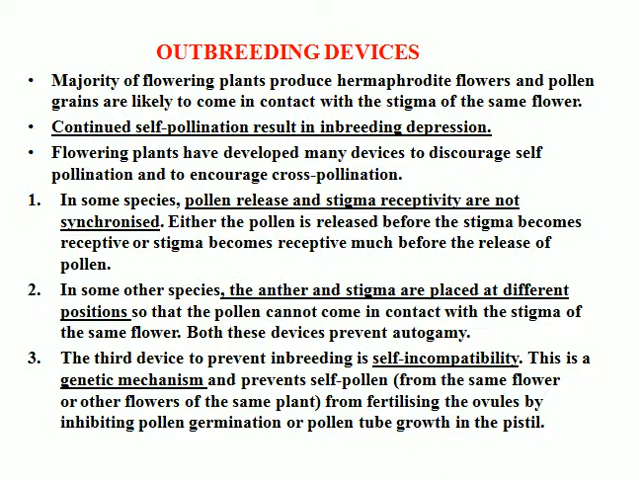 OUTBREEDING DEVICES
• Majority of flowering plants produce hermaphrodite flowers and pollen
grains are likely to come in contact with the stigma of the same flower.
• Continued self-pollination result in inbreeding depression.
• Flowering plants have developed many devices to discourage self
pollination and to encourage cross-pollination.
1. In some species, pollen release and stigma receptivity are not
synchronised. Either the pollen is released before the stigma becomes
receptive or stigma becomes receptive much before the release of
pollen.
2. In some other species, the anther and stigma are placed at different
positions so that the pollen cannot come in contact with the stigma of
the same flower. Both these devices prevent autogamy.
3. The third device to prevent inbreeding is self-incompatibility. This is a
genetic mechanism and prevents self-pollen (from the same flower
or other flowers of the same plant) from fertilising the ovules by
inhibiting pollen germination or pollen tube growth in the pistil.